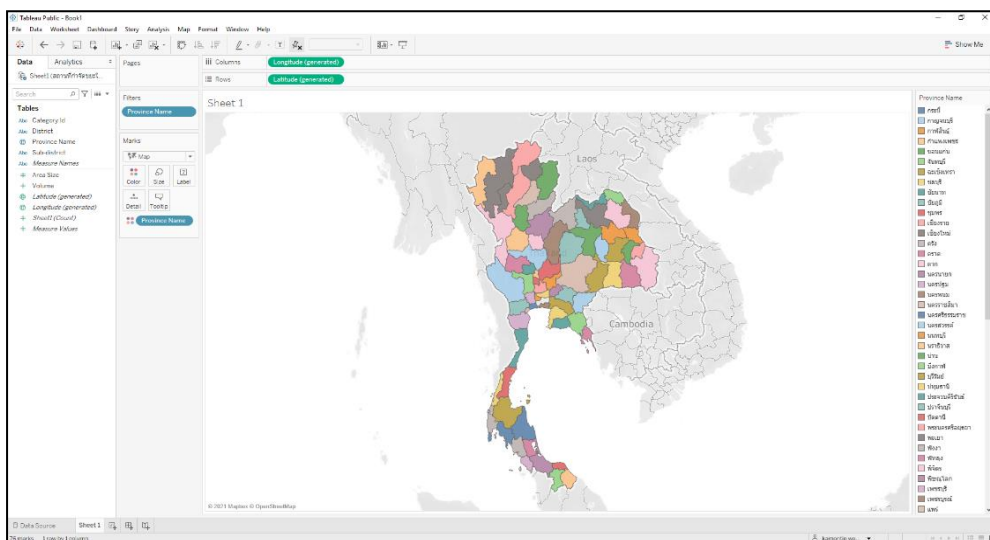 Tableau Public - Book1
File Data Worksheet Dashboard Story Analysis Map Format Window Help
Show Me
Data Analytics
Pages
Columns Longitude (generated)
Rows Latitude (generated)
Search
Tables
Abc Category Id
Abc District
Province Name
Abc Sub-district
Abc Measure Names
Area Size
Volume
Latitude (generated)
Longitude (generated)
Sheet1 (Count)
Measure Values
Filters
Province Name
Marks
Map
Color Size Label
Detail Tooltip
Province Name
Sheet 1
Laos
Cambodia
© 2021 Mapbox © OpenStreetMap
Province Name
กระบี่
กาญจนบุรี
กาฬสินธุ์
กำแพงเพชร
ขอนแก่น
จันทบุรี
ฉะเชิงเทรา
ชลบุรี
ชัยนาท
ชัยภูมิ
ชุมพร
เชียงราย
เชียงใหม่
ตรัง
ตราด
ตาก
นครนายก
นครปฐม
นครพนม
นครราชสีมา
นครศรีธรรมราช
นครสวรรค์
นนทบุรี
นราธิวาส
น่าน
บึงกาฬ
บุรีรัมย์
ปทุมธานี
ประจวบคีรีขันธ์
ปราจีนบุรี
ปัตตานี
พระนครศรีอยุธยา
พะเยา
พังงา
พัทลุง
พิจิตร
พิษณุโลก
เพชรบุรี
เพชรบูรณ์
แพร่
Data Source Sheet 1
76 marks 1 row by 1 column